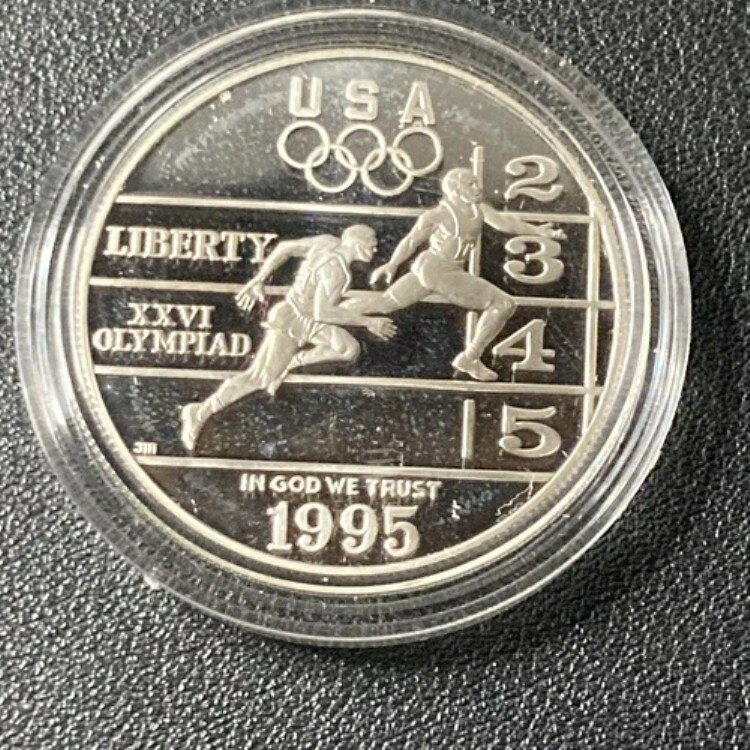 USA
2
LIBERTY
3
XXVI
OLYMPIAD
4
5
JM
IN GOD WE TRUST
1995